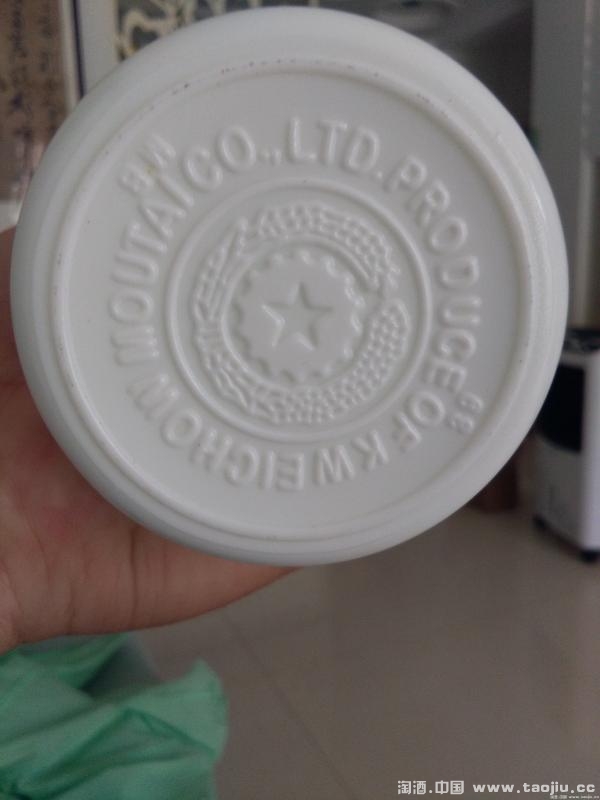 PRODUCE OF KWEICHOW MOUTAI CO., LTD.
淘酒.中国 www.taojiu.cc